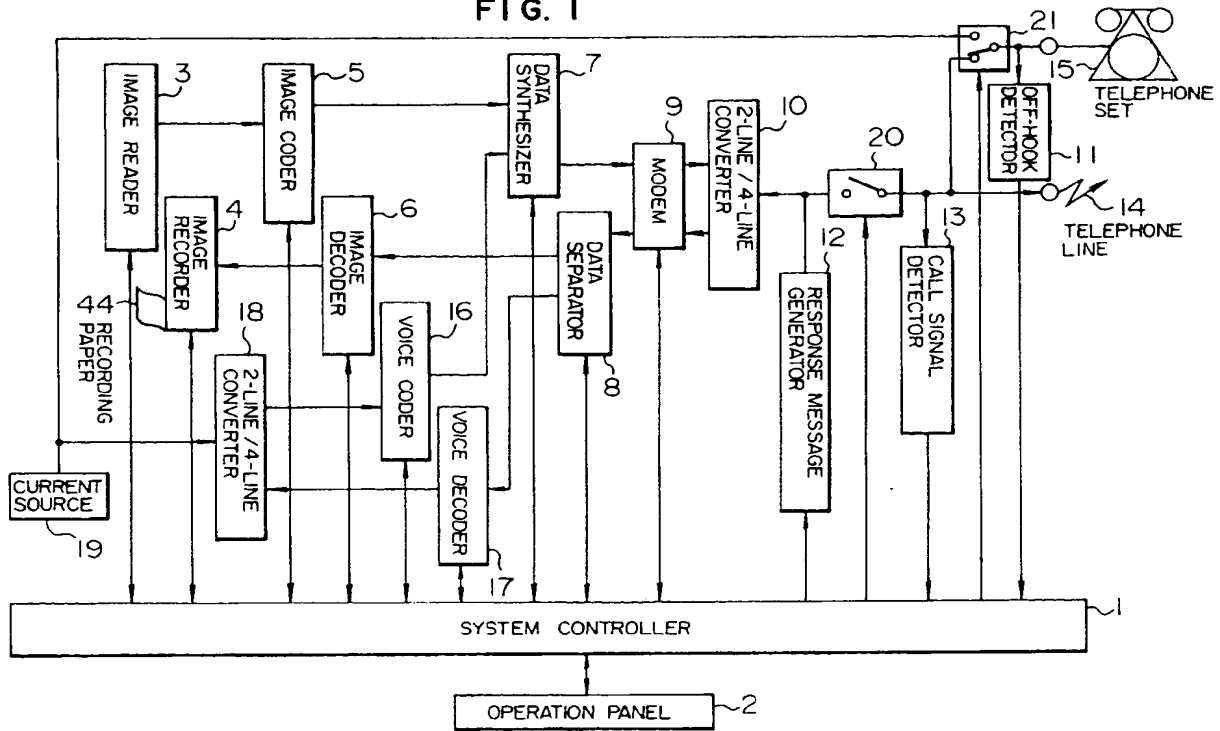 FIG. 1
3
IMAGE READER
5
IMAGE CODER
7
DATA
SYNTHESIZER
9
MODEM
10
2-LINE / 4-LINE
CONVERTER
20
21
15
TELEPHONE
SET
OFF-HOOK
DETECTOR
11
14
TELEPHONE
LINE
4
IMAGE
RECORDER
44 RECORDING
PAPER
6
IMAGE
DECODER
8
DATA
SEPARATOR
12
RESPONSE MESSAGE
GENERATOR
13
CALL SIGNAL
DETECTOR
16
VOICE CODER
18
2-LINE / 4-LINE
CONVERTER
17
VOICE DECODER
CURRENT
SOURCE
19
SYSTEM CONTROLLER
1
OPERATION PANEL
2